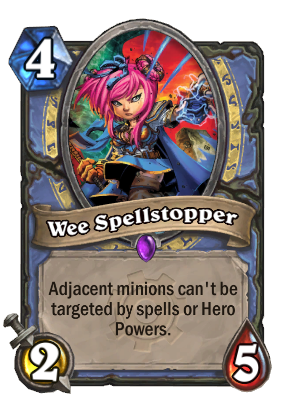 4
Wee Spellstopper
Adjacent minions can't be
targeted by spells or Hero
Powers.
2
5